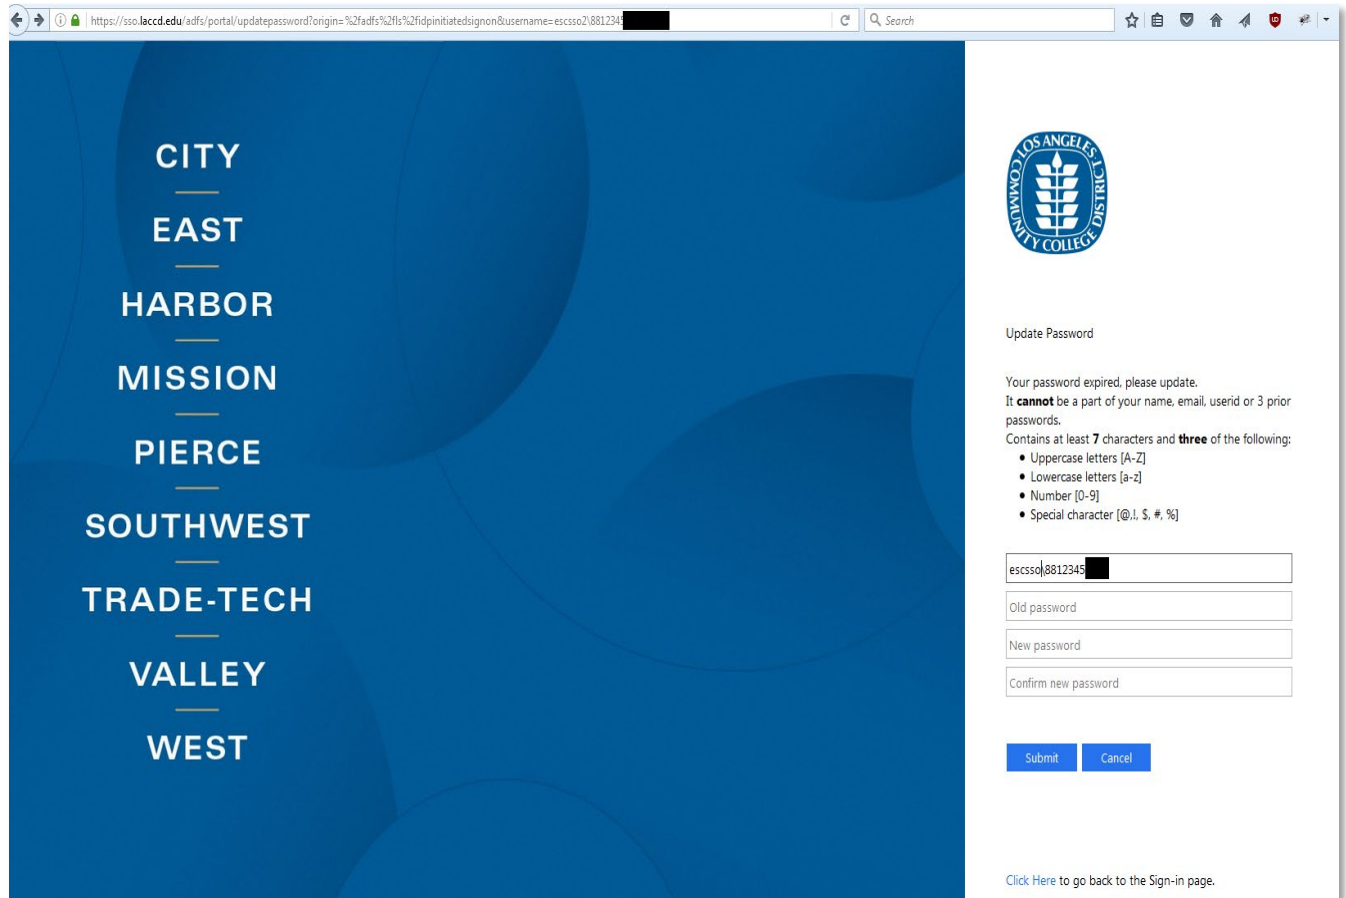 https://sso.laccd.edu/adfs/portal/updatepassword?origin=%2fadfs%2fls%2fidpinitiatedsignon&username=escsso2\881234
Search
CITY
EAST
HARBOR
MISSION
PIERCE
SOUTHWEST
TRADE-TECH
VALLEY
WEST
LOS ANGELES
COMMUNITY COLLEGE DISTRICT
Update Password
Your password expired, please update.
It cannot be a part of your name, email, userid or 3 prior
passwords.
Contains at least 7 characters and three of the following:
● Uppercase letters [A-Z]
● Lowercase letters [a-z]
● Number [0-9]
● Special character [@,!, $, #, %]
escsso\8812345
Old password
New password
Confirm new password
Submit Cancel
Click Here to go back to the Sign-in page.